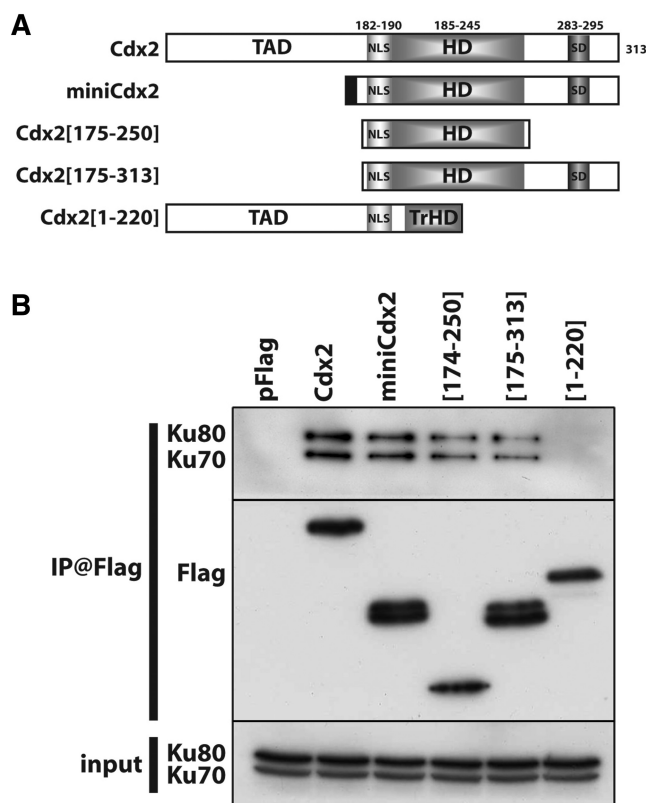 A
182-190 185-245 283-295
Cdx2 TAD NLS HD SD 313
miniCdx2 NLS HD SD
Cdx2[175-250] NLS HD
Cdx2[175-313] NLS HD SD
Cdx2[1-220] TAD NLS TrHD
B
pFlag Cdx2 miniCdx2 [174-250] [175-313] [1-220]
Ku80
Ku70
IP@Flag Flag
input Ku80
Ku70